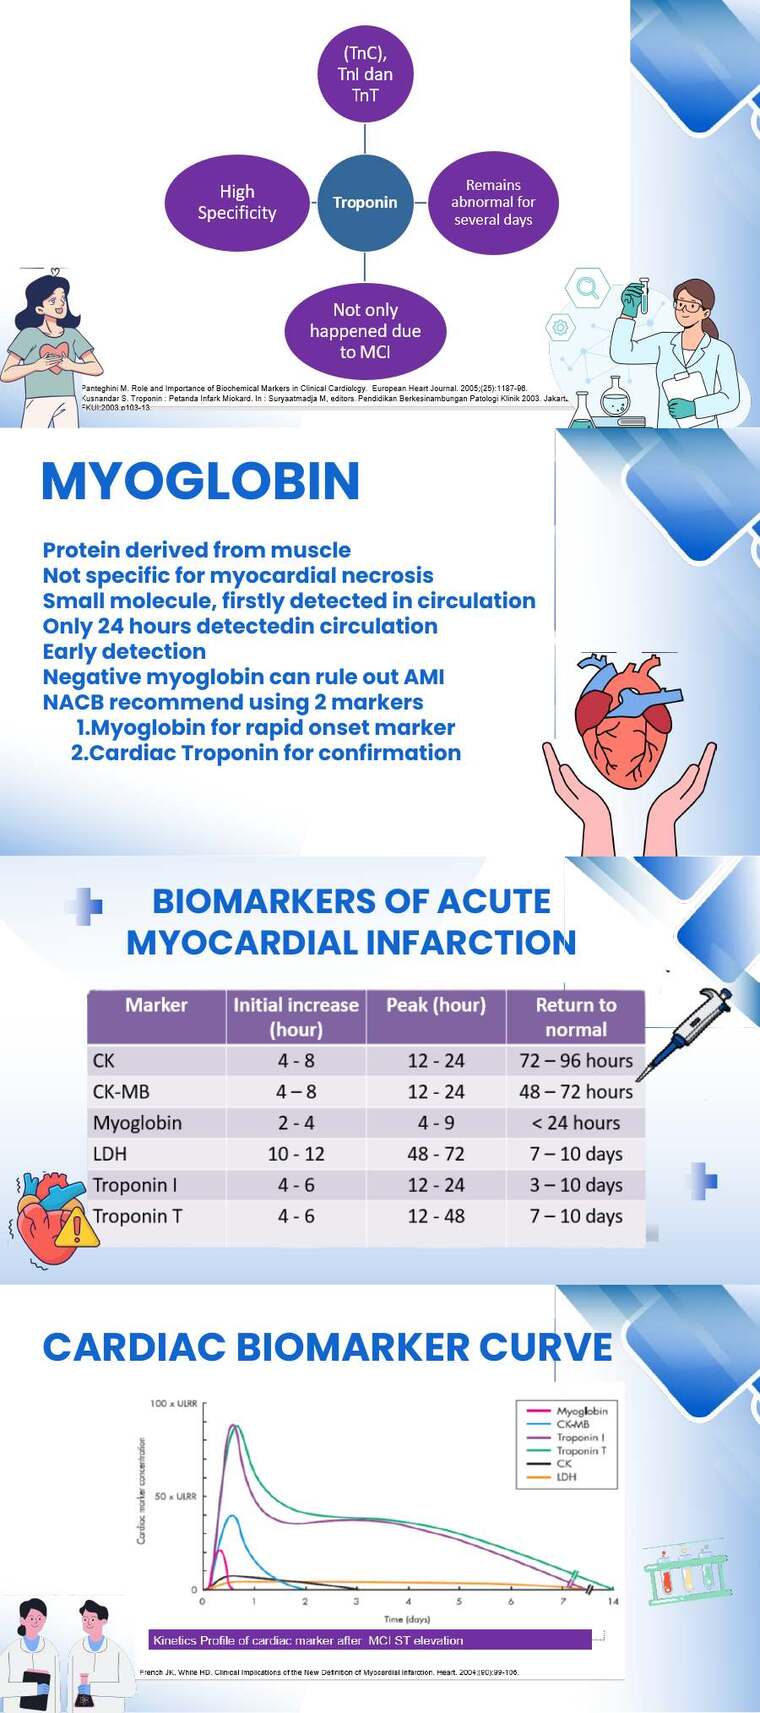 (TnC),
TnI dan
TnT
High
Specificity
Troponin
Remains
abnormal for
several days
Not only
happened due
to MCI
Panteghini M. Role and Importance of Biochemical Markers in Clinical Cardiology. European Heart Journal. 2005;(25):1187-96.
Kusnandar S. Troponin : Petanda Infark Miokard. In : Suryaatmadja M, editors. Pendidikan Berkesinambungan Patologi Klinik 2003. Jakarta.
FKUI:2003.p103-13
MYOGLOBIN
Protein derived from muscle
Not specific for myocardial necrosis
Small molecule, firstly detected in circulation
Only 24 hours detectedin circulation
Early detection
Negative myoglobin can rule out AMI
NACB recommend using 2 markers
1.Myoglobin for rapid onset marker
2.Cardiac Troponin for confirmation
BIOMARKERS OF ACUTE
MYOCARDIAL INFARCTION
Marker Initial increase (hour) Peak (hour) Return to normal
CK 4 - 8 12 - 24 72 – 96 hours
CK-MB 4 – 8 12 - 24 48 – 72 hours
Myoglobin 2 - 4 4 - 9 < 24 hours
LDH 10 - 12 48 - 72 7 – 10 days
Troponin I 4 - 6 12 - 24 3 – 10 days
Troponin T 4 - 6 12 - 48 7 – 10 days
CARDIAC BIOMARKER CURVE
100 x ULRR
50 x ULRR
0
Cardiac marker concentration
Myoglobin
CK-MB
Troponin I
Troponin T
CK
LDH
0 1 2 3 4 5 6 7 14
Time (days)
Kinetics Profile of cardiac marker after MCI ST elevation
French JK, White HD. Clinical Implications of the New Definition of Myocardial Infarction. Heart. 2004;(90):99-106.